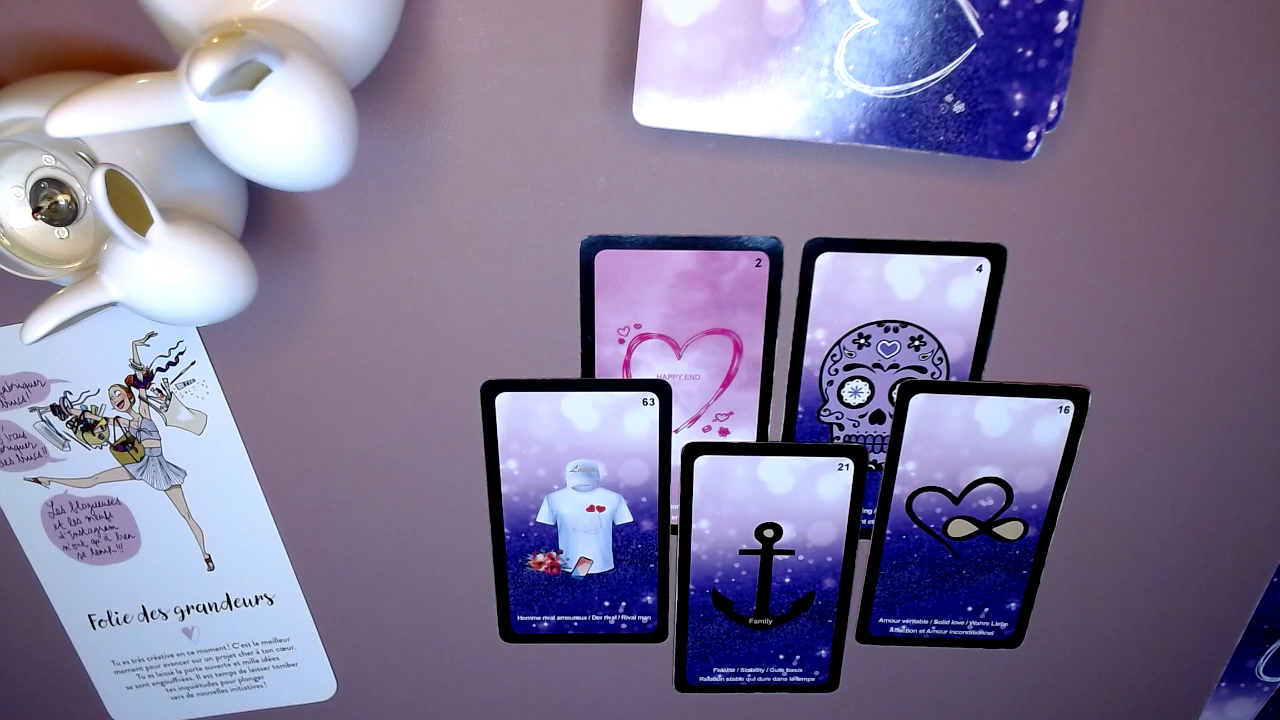 2
4
HAPPY END
63
Homme rival amoureux / Der rival / Rival man
21
Family
Fidélité / Stability / Gute basis
Relation stable qui dure dans le temps
16
Amour véritable / Solid love / Wahre Liebe
Affection et Amour inconditionnel
Les blogueuses
et les meufs
d'Instagram
n'ont qu'à bien
se tenir!!!
Folie des grandeurs
Tu es très créative en ce moment! C'est le meilleur
moment pour avancer sur un projet cher à ton cœur.
Tu as laissé la porte ouverte et mille idées
se sont engouffrées. Il est temps de laisser tomber
tes inquiétudes pour plonger
vers de nouvelles initiatives!